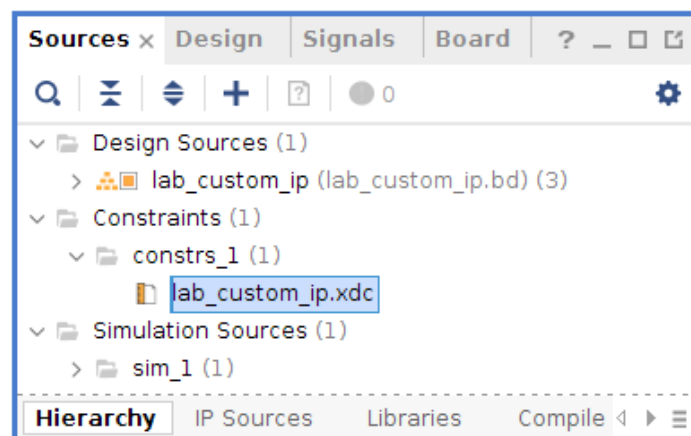 Sources × Design Signals Board ? _
0
Design Sources (1)
lab_custom_ip (lab_custom_ip.bd) (3)
Constraints (1)
constrs_1 (1)
lab_custom_ip.xdc
Simulation Sources (1)
sim_1 (1)
Hierarchy IP Sources Libraries Compile